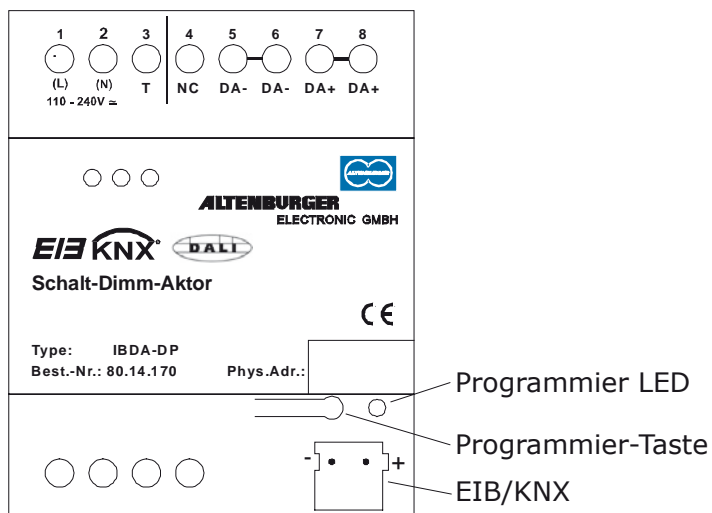 1 2 3 4 5 6 7 8
(L) (N) T NC DA- DA- DA+ DA+
110 - 240V ≃
ALTENBURGER
ALTENBURGER
ELECTRONIC GMBH
EIB KNX® DALI
Schalt-Dimm-Aktor
CE
Type: IBDA-DP
Best.-Nr.: 80.14.170 Phys.Adr.:
Programmier LED
Programmier-Taste
- +
EIB/KNX